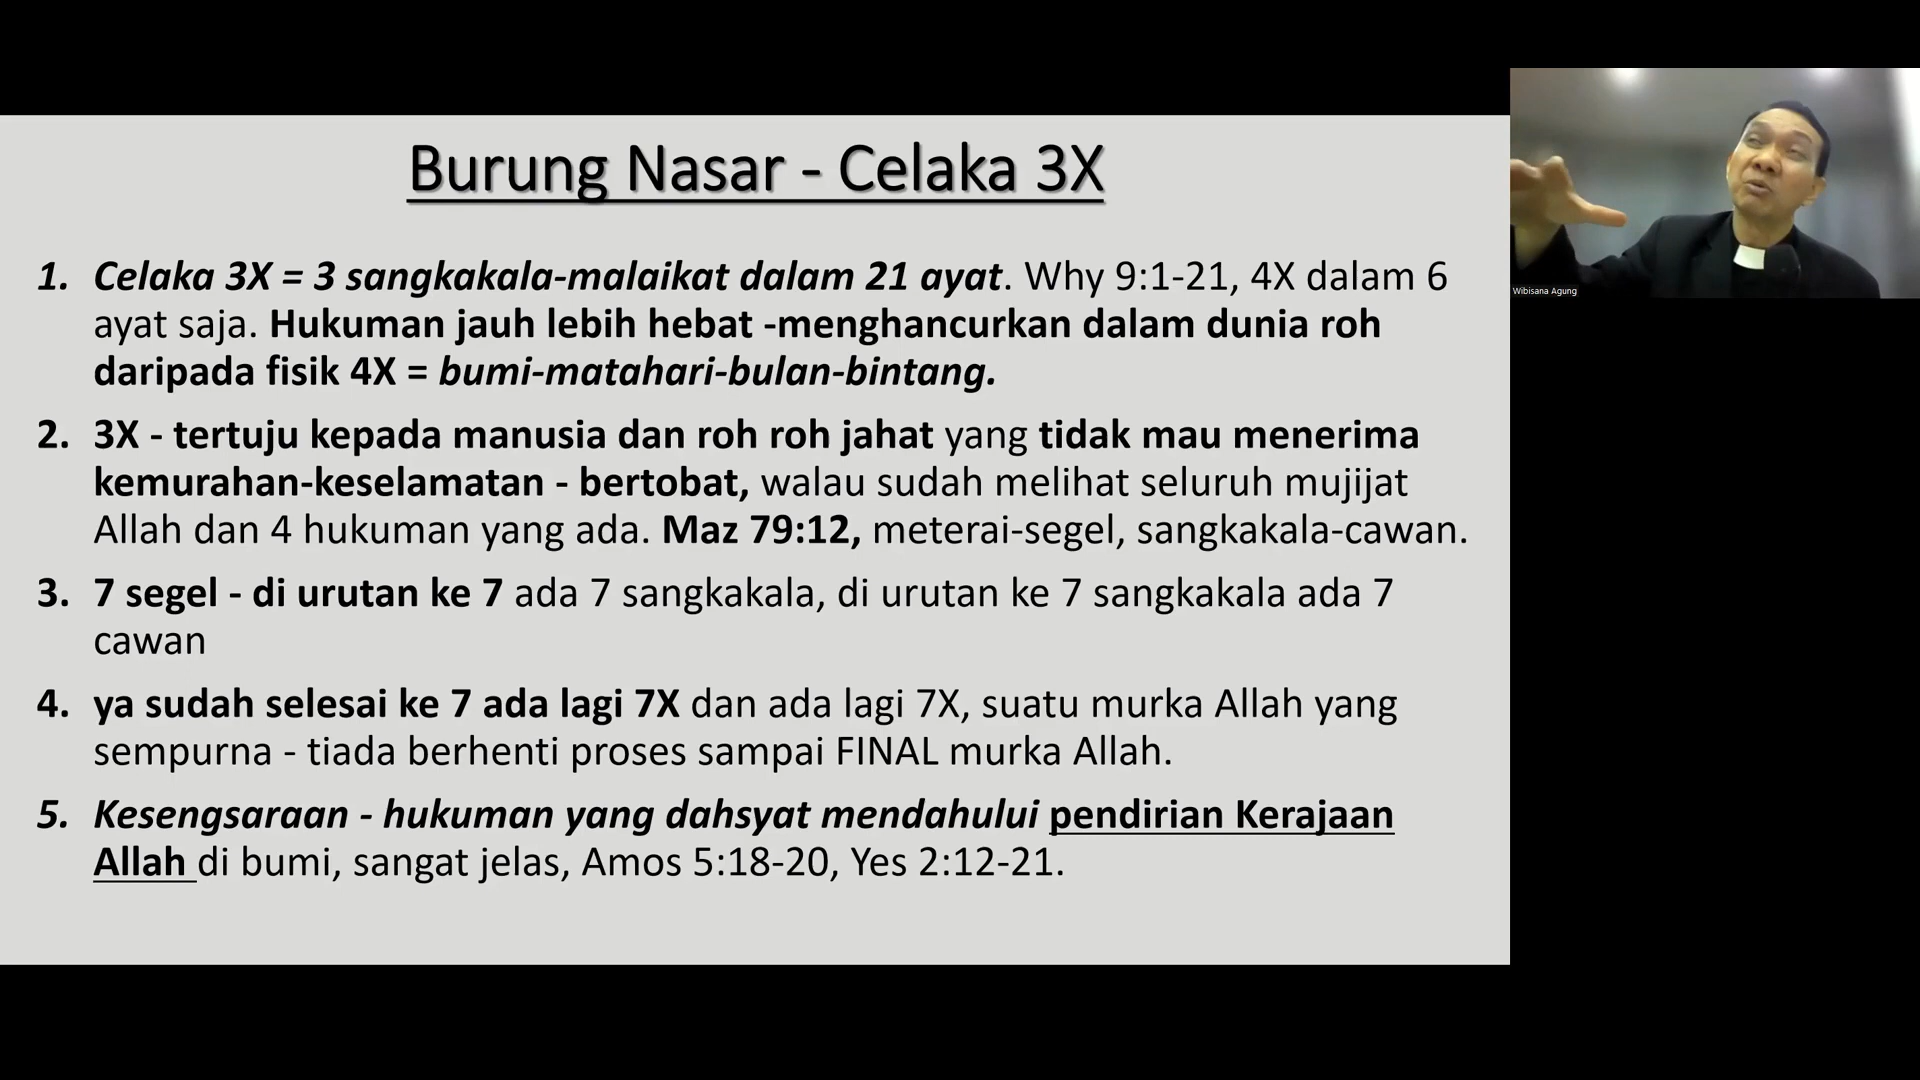 Burung Nasar - Celaka 3X
1. Celaka 3X = 3 sangkakala-malaikat dalam 21 ayat. Why 9:1-21, 4X dalam 6
ayat saja. Hukuman jauh lebih hebat -menghancurkan dalam dunia roh
daripada fisik 4X = bumi-matahari-bulan-bintang.
2. 3X - tertuju kepada manusia dan roh roh jahat yang tidak mau menerima
kemurahan-keselamatan - bertobat, walau sudah melihat seluruh mujijat
Allah dan 4 hukuman yang ada. Maz 79:12, meterai-segel, sangkakala-cawan.
3. 7 segel - di urutan ke 7 ada 7 sangkakala, di urutan ke 7 sangkakala ada 7
cawan
4. ya sudah selesai ke 7 ada lagi 7X dan ada lagi 7X, suatu murka Allah yang
sempurna - tiada berhenti proses sampai FINAL murka Allah.
5. Kesengsaraan - hukuman yang dahsyat mendahului pendirian Kerajaan
Allah di bumi, sangat jelas, Amos 5:18-20, Yes 2:12-21.
Wibisana Agung